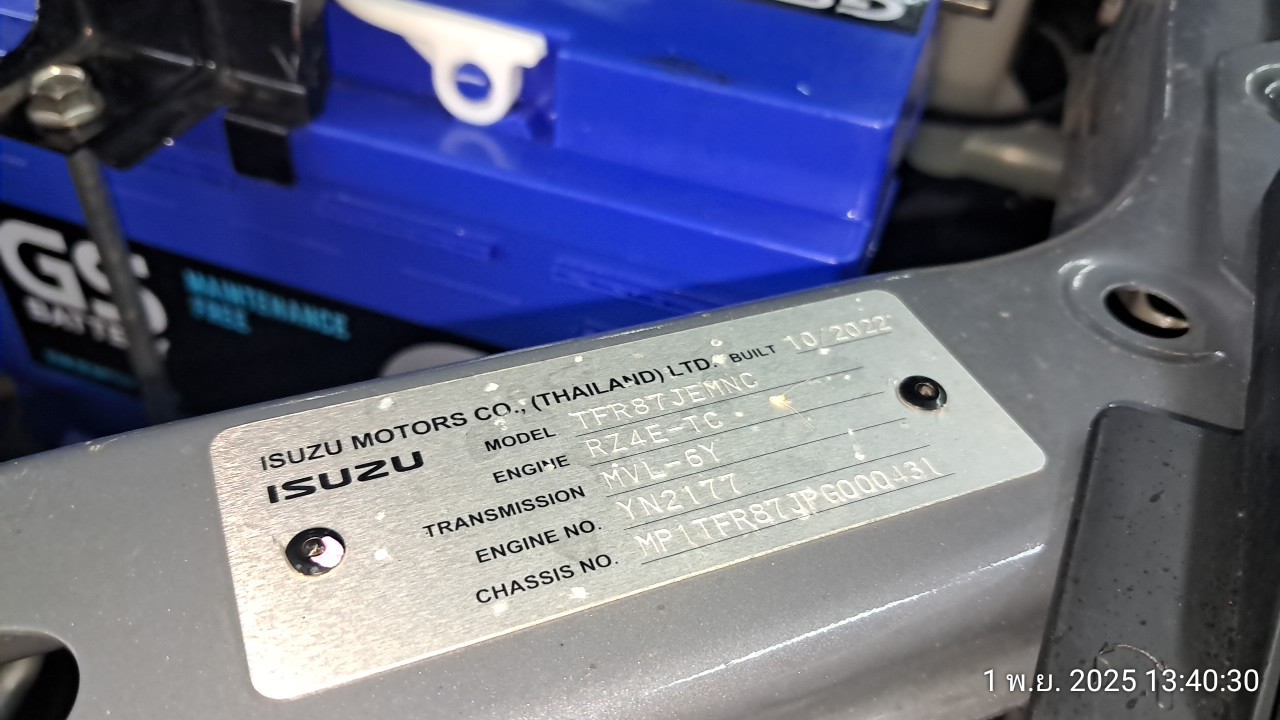 GS
BATTERY
MAINTENANCE
FREE
ISUZU MOTORS CO., (THAILAND) LTD. BUILT 10/2022
ISUZU
MODEL TFR87JEMNC
ENGINE RZ4E-TC
TRANSMISSION MVL-6Y
ENGINE NO. YN2177
CHASSIS NO. MP1TFR87JPG000431
1 พ.ย. 2025 13:40:30